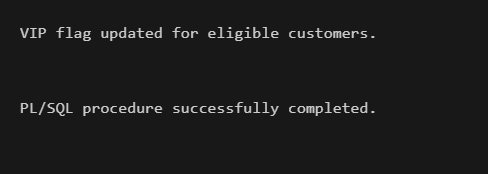 VIP flag updated for eligible customers.
PL/SQL procedure successfully completed.